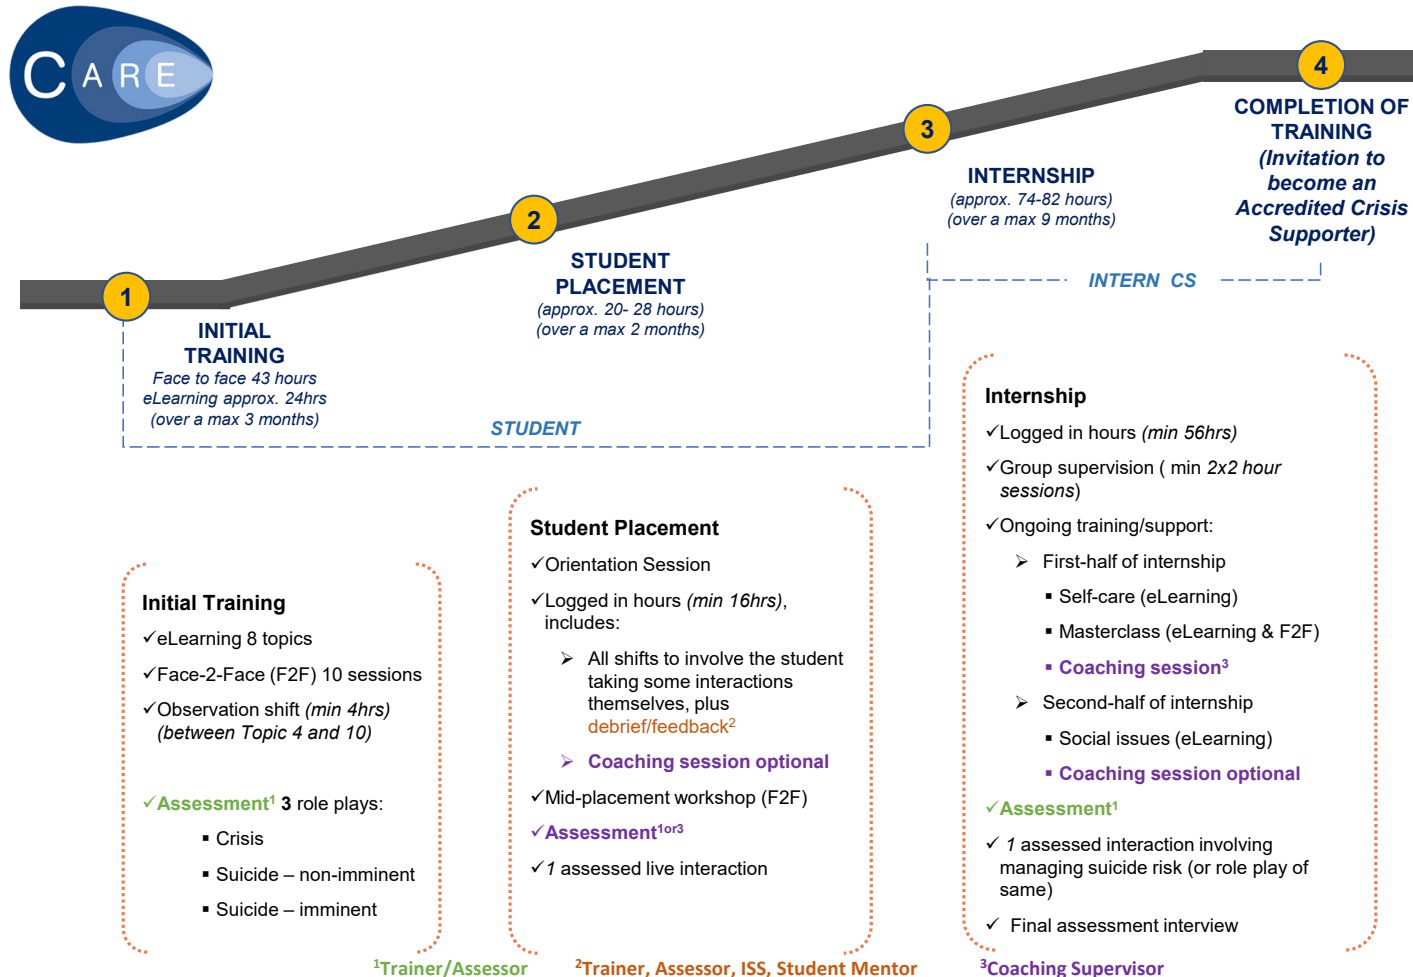 CARE
1
INITIAL
TRAINING
Face to face 43 hours
eLearning approx. 24hrs
(over a max 3 months)
2
STUDENT
PLACEMENT
(approx. 20- 28 hours)
(over a max 2 months)
3
INTERNSHIP
(approx. 74-82 hours)
(over a max 9 months)
4
COMPLETION OF
TRAINING
(Invitation to
become an
Accredited Crisis
Supporter)
STUDENT
INTERN CS
Initial Training
✓eLearning 8 topics
✓Face-2-Face (F2F) 10 sessions
✓Observation shift (min 4hrs)
(between Topic 4 and 10)
✓Assessment¹ 3 role plays:
▪ Crisis
▪ Suicide – non-imminent
▪ Suicide – imminent
Student Placement
✓Orientation Session
✓Logged in hours (min 16hrs),
includes:
➢ All shifts to involve the student
taking some interactions
themselves, plus
debrief/feedback²
➢ Coaching session optional
✓Mid-placement workshop (F2F)
✓Assessment¹ᵒʳ³
✓1 assessed live interaction
Internship
✓Logged in hours (min 56hrs)
✓Group supervision ( min 2x2 hour
sessions)
✓Ongoing training/support:
➢ First-half of internship
▪ Self-care (eLearning)
▪ Masterclass (eLearning & F2F)
▪ Coaching session³
➢ Second-half of internship
▪ Social issues (eLearning)
▪ Coaching session optional
✓Assessment¹
✓ 1 assessed interaction involving
managing suicide risk (or role play of
same)
✓ Final assessment interview
¹Trainer/Assessor
²Trainer, Assessor, ISS, Student Mentor
³Coaching Supervisor